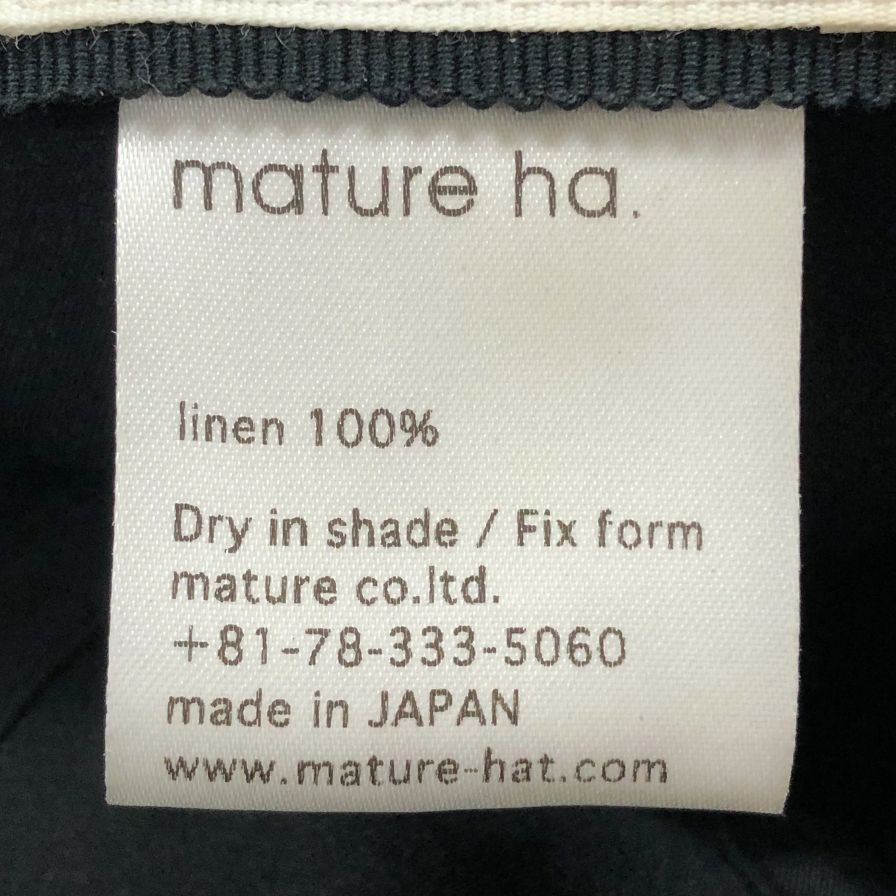 mature ha.
linen 100%
Dry in shade / Fix form
mature co.ltd.
+81-78-333-5060
made in JAPAN
www.mature-hat.com